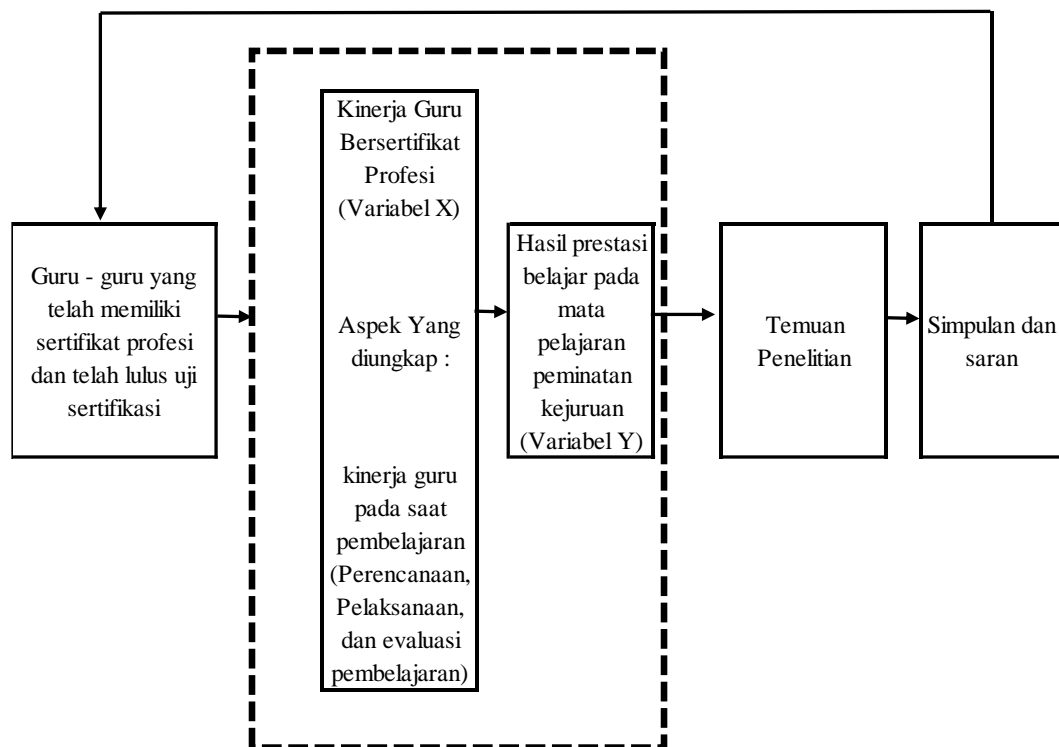 Guru - guru yang
telah memiliki
sertifikat profesi
dan telah lulus uji
sertifikasi
Kinerja Guru
Bersertifikat
Profesi
(Variabel X)
Aspek Yang
diungkap :
kinerja guru
pada saat
pembelajaran
(Perencanaan,
Pelaksanaan,
dan evaluasi
pembelajaran)
Hasil prestasi
belajar pada
mata
pelajaran
peminatan
kejuruan
(Variabel Y)
Temuan
Penelitian
Simpulan dan
saran